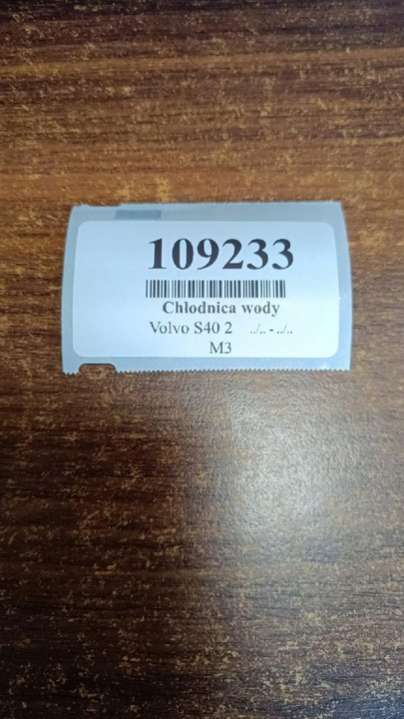 109233
Chłodnica wody
Volvo S40 2 ../.. - ../..
M3